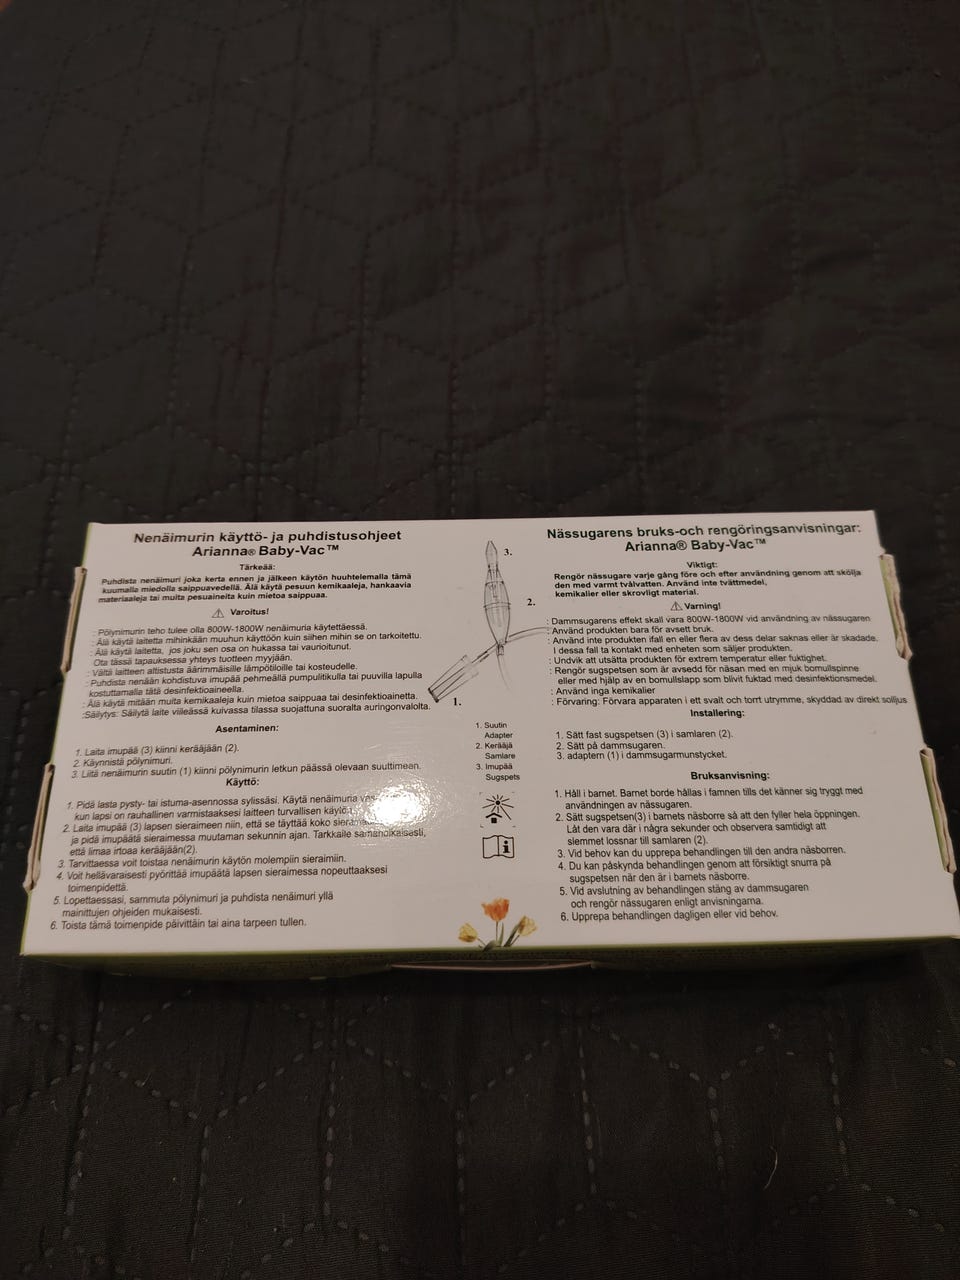 Nenäimurin käyttö- ja puhdistusohjeet
Arianna® Baby-Vac™
Tärkeää:
Puhdista nenäimuri joka kerta ennen ja jälkeen käytön huuhtelemalla tämä
kuumalla miedolla saippuavedellä. Älä käytä pesuun kemikaaleja, hankaavia
materiaaleja tai muita pesuaineita kuin mietoa saippuaa.
⚠ Varoitus!
: Pölynimurin teho tulee olla 800W-1800W nenäimuria käytettäessä.
: Älä käytä laitetta mihinkään muuhun käyttöön kuin siihen mihin se on tarkoitettu.
: Älä käytä laitetta, jos joku sen osa on hukassa tai vaurioitunut.
Ota tässä tapauksessa yhteys tuotteen myyjään.
: Vältä laitteen altistusta äärimmäisille lämpötiloille tai kosteudelle.
: Puhdista nenään kohdistuva imupää pehmeällä pumpulitikulla tai puuvilla lapulla
kostuttamalla tätä desinfektioaineella.
: Älä käytä mitään muita kemikaaleja kuin mietoa saippuaa tai desinfektioainetta.
:Säilytys: Säilytä laite viileässä kuivassa tilassa suojattuna suoralta auringonvalolta.
Asentaminen:
1. Laita imupää (3) kiinni kerääjään (2).
2. Käynnistä pölynimuri.
3. Liitä nenäimurin suutin (1) kiinni pölynimurin letkun päässä olevaan suuttimeen.
Käyttö:
1. Pidä lasta pysty- tai istuma-asennossa sylissäsi. Käytä nenäimuria
kun lapsi on rauhallinen varmistaaksesi laitteen turvallisen
2. Laita imupää (3) lapsen sieraimeen niin, että se täyttää koko
ja pidä imupäätä sieraimessa muutaman sekunnin ajan. Tarkkaile samanaikaisesti,
että limaa irtoaa kerääjään(2).
3. Tarvittaessa voit toistaa nenäimurin käytön molempiin sieraimiin.
4. Voit hellävaraisesti pyörittää imupäätä lapsen sieraimessa nopeuttaaksesi
toimenpidettä.
5. Lopettaessasi, sammuta pölynimuri ja puhdista nenäimuri yllä
mainittujen ohjeiden mukaisesti.
6. Toista tämä toimenpide päivittäin tai aina tarpeen tullen.
3.
2.
1.
1. Suutin
Adapter
2. Kerääjä
Samlare
3. Imupää
Sugspets
i
Nässugarens bruks-och rengöringsanvisningar:
Arianna® Baby-Vac™
Viktigt:
Rengör nässugare varje gång före och efter användning genom att skölja
den med varmt tvålvatten. Använd inte tvättmedel,
kemikalier eller skrovligt material.
⚠ Varning!
: Dammsugarens effekt skall vara 800W-1800W vid användning av nässugaren
: Använd produkten bara för avsett bruk.
: Använd inte produkten ifall en eller flera av dess delar saknas eller är skadade.
I dessa fall ta kontakt med enheten som säljer produkten.
: Undvik att utsätta produkten för extrem temperatur eller fuktighet.
: Rengör sugspetsen som är avsedd för näsan med en mjuk bomullspinne
eller med hjälp av en bomullslapp som blivit fuktad med desinfektionsmedel.
: Använd inga kemikalier
: Förvaring: Förvara apparaten i ett svalt och torrt utrymme, skyddad av direkt solljus
Installering:
1. Sätt fast sugspetsen (3) i samlaren (2).
2. Sätt på dammsugaren.
3. adaptern (1) i dammsugarmunstycket.
Bruksanvisning:
1. Håll i barnet. Barnet borde hållas i famnen tills det känner sig tryggt med
användningen av nässugaren.
2. Sätt sugspetsen(3) i barnets näsborre så att den fyller hela öppningen.
Låt den vara där i några sekunder och observera samtidigt att
slemmet lossnar till samlaren (2).
3. Vid behov kan du upprepa behandlingen till den andra näsborren.
4. Du kan påskynda behandlingen genom att försiktigt snurra på
sugspetsen när den är i barnets näsborre.
5. Vid avslutning av behandlingen stäng av dammsugaren
och rengör nässugaren enligt anvisningarna.
6. Upprepa behandlingen dagligen eller vid behov.